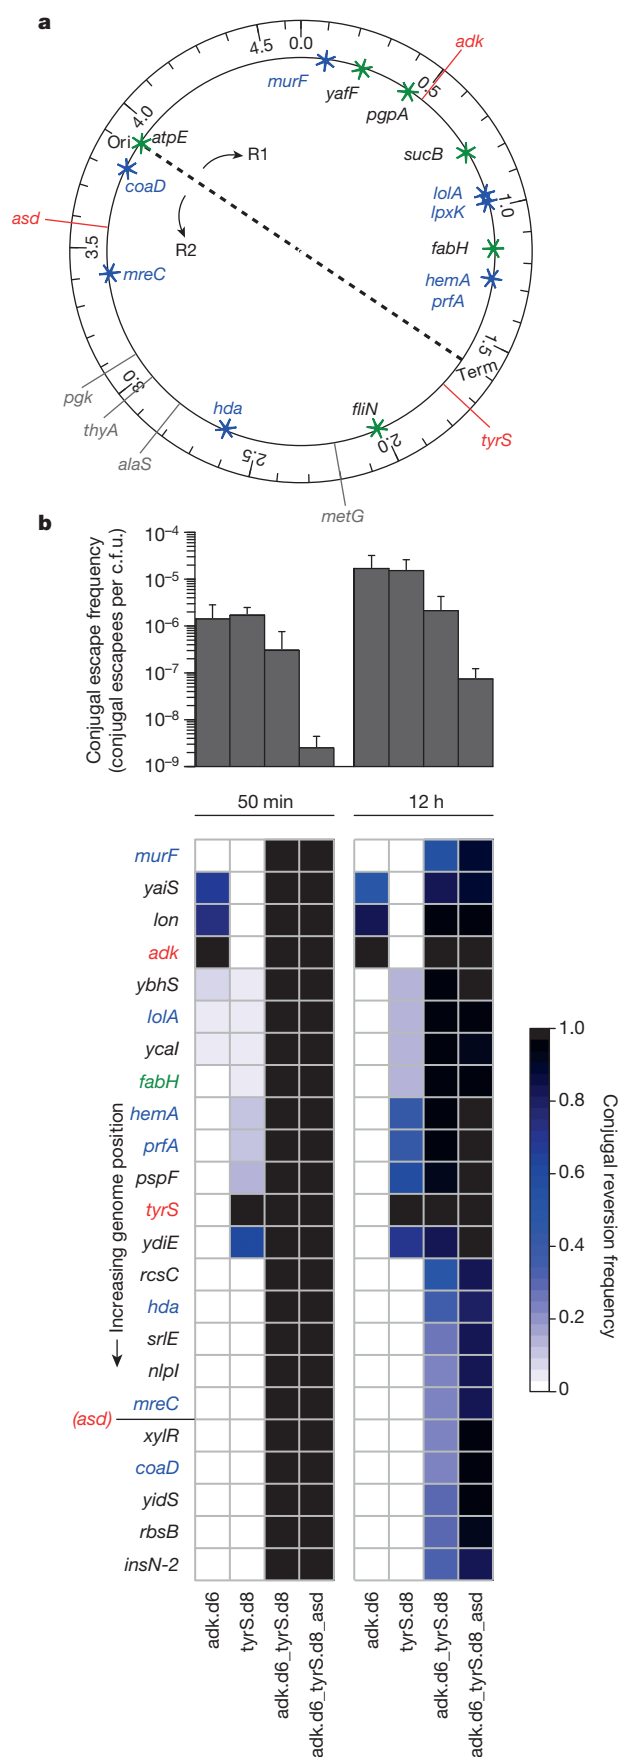 a
0.0
0.5
1.0
1.5
2.0
2.5
3.0
3.5
4.0
4.5
murF
yafF
pgpA
adk
sucB
lolA
lpxK
fabH
hemA
prfA
Term
tyrS
fliN
metG
hda
alaS
thyA
pgk
mreC
asd
coaD
Ori
atpE
R1
R2
b
Conjugal escape frequency
(conjugal escapees per c.f.u.)
10–4
10–5
10–6
10–7
10–8
10–9
50 min
12 h
murF
yaiS
lon
adk
ybhS
lolA
ycaI
fabH
hemA
prfA
pspF
tyrS
ydiE
rcsC
hda
srlE
nlpI
mreC
(asd)
xylR
coaD
yidS
rbsB
insN-2
Increasing genome position
1.0
0.8
0.6
0.4
0.2
0
Conjugal reversion frequency
adk.d6
tyrS.d8
adk.d6_tyrS.d8
adk.d6_tyrS.d8_asd
adk.d6
tyrS.d8
adk.d6_tyrS.d8
adk.d6_tyrS.d8_asd